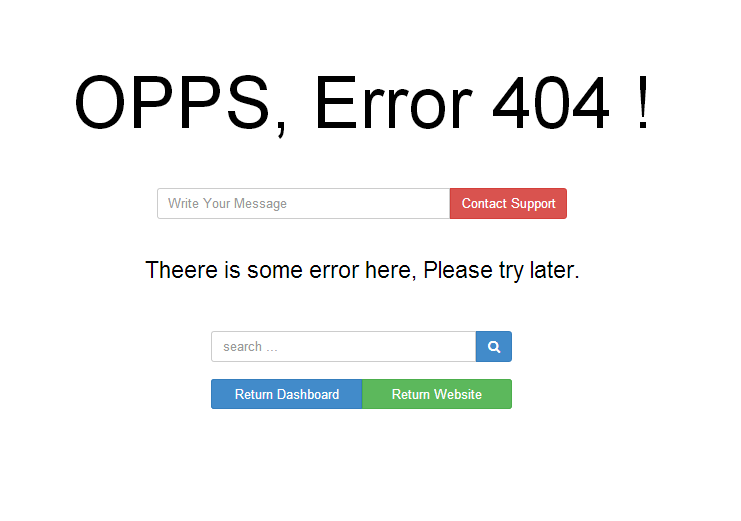 OPPS, Error 404 !
Write Your Message Contact Support
Theere is some error here, Please try later.
search ...
Return Dashboard Return Website